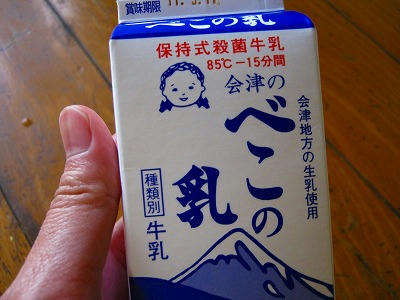 賞味期限
べこの乳
保持式殺菌牛乳
85℃-15分間
会津の
べこの乳
会津地方の生乳使用
種類別
牛乳